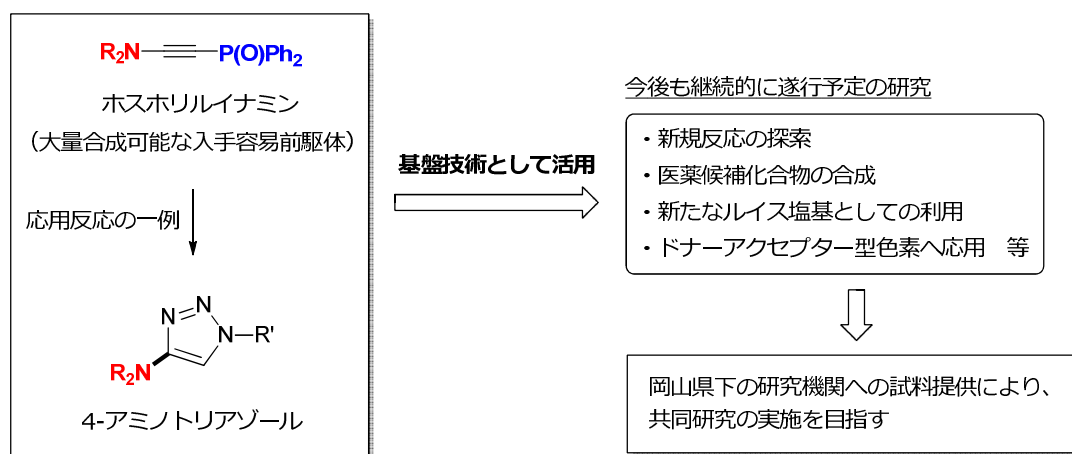 R₂N P(O)Ph₂
ホスホリルイナミン
（大量合成可能な入手容易前駆体）
応用反応の一例
N N
N R'
R₂N
4-アミノトリアゾール
基盤技術として活用
今後も継続的に遂行予定の研究
・新規反応の探索
・医薬候補化合物の合成
・新たなルイス塩基としての利用
・ドナーアクセプター型色素へ応用　等
岡山県下の研究機関への試料提供により、
共同研究の実施を目指す